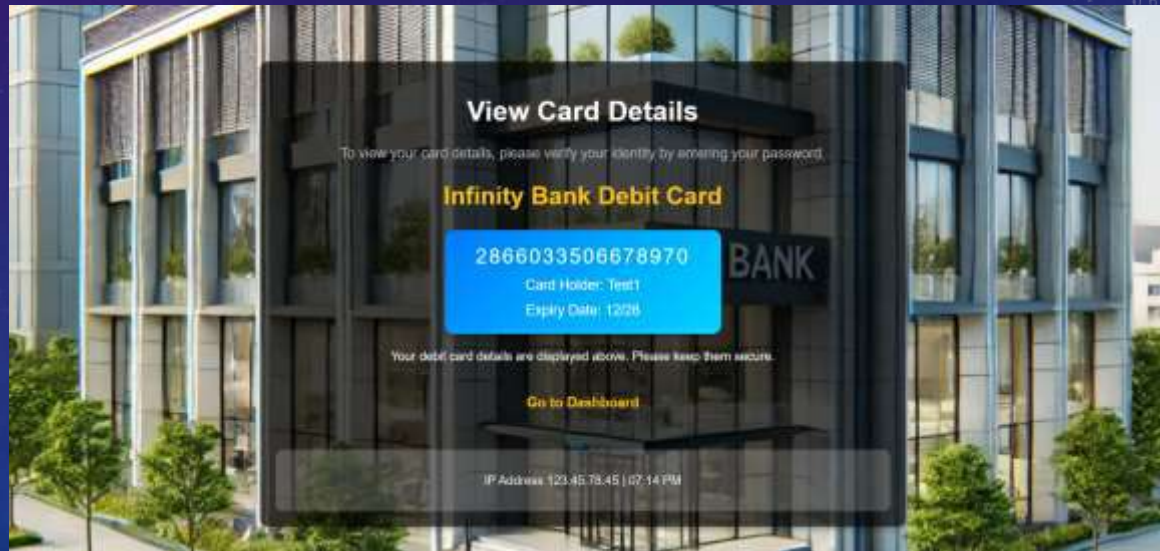 View Card Details
To view your card details, please verify your identity by entering your password.
Infinity Bank Debit Card
2866033506678970
BANK
Card Holder: Test1
Expiry Date: 12/26
Your debit card details are displayed above. Please keep them secure.
Go to Dashboard
IP Address 123.45.78.45 | 07:14 PM